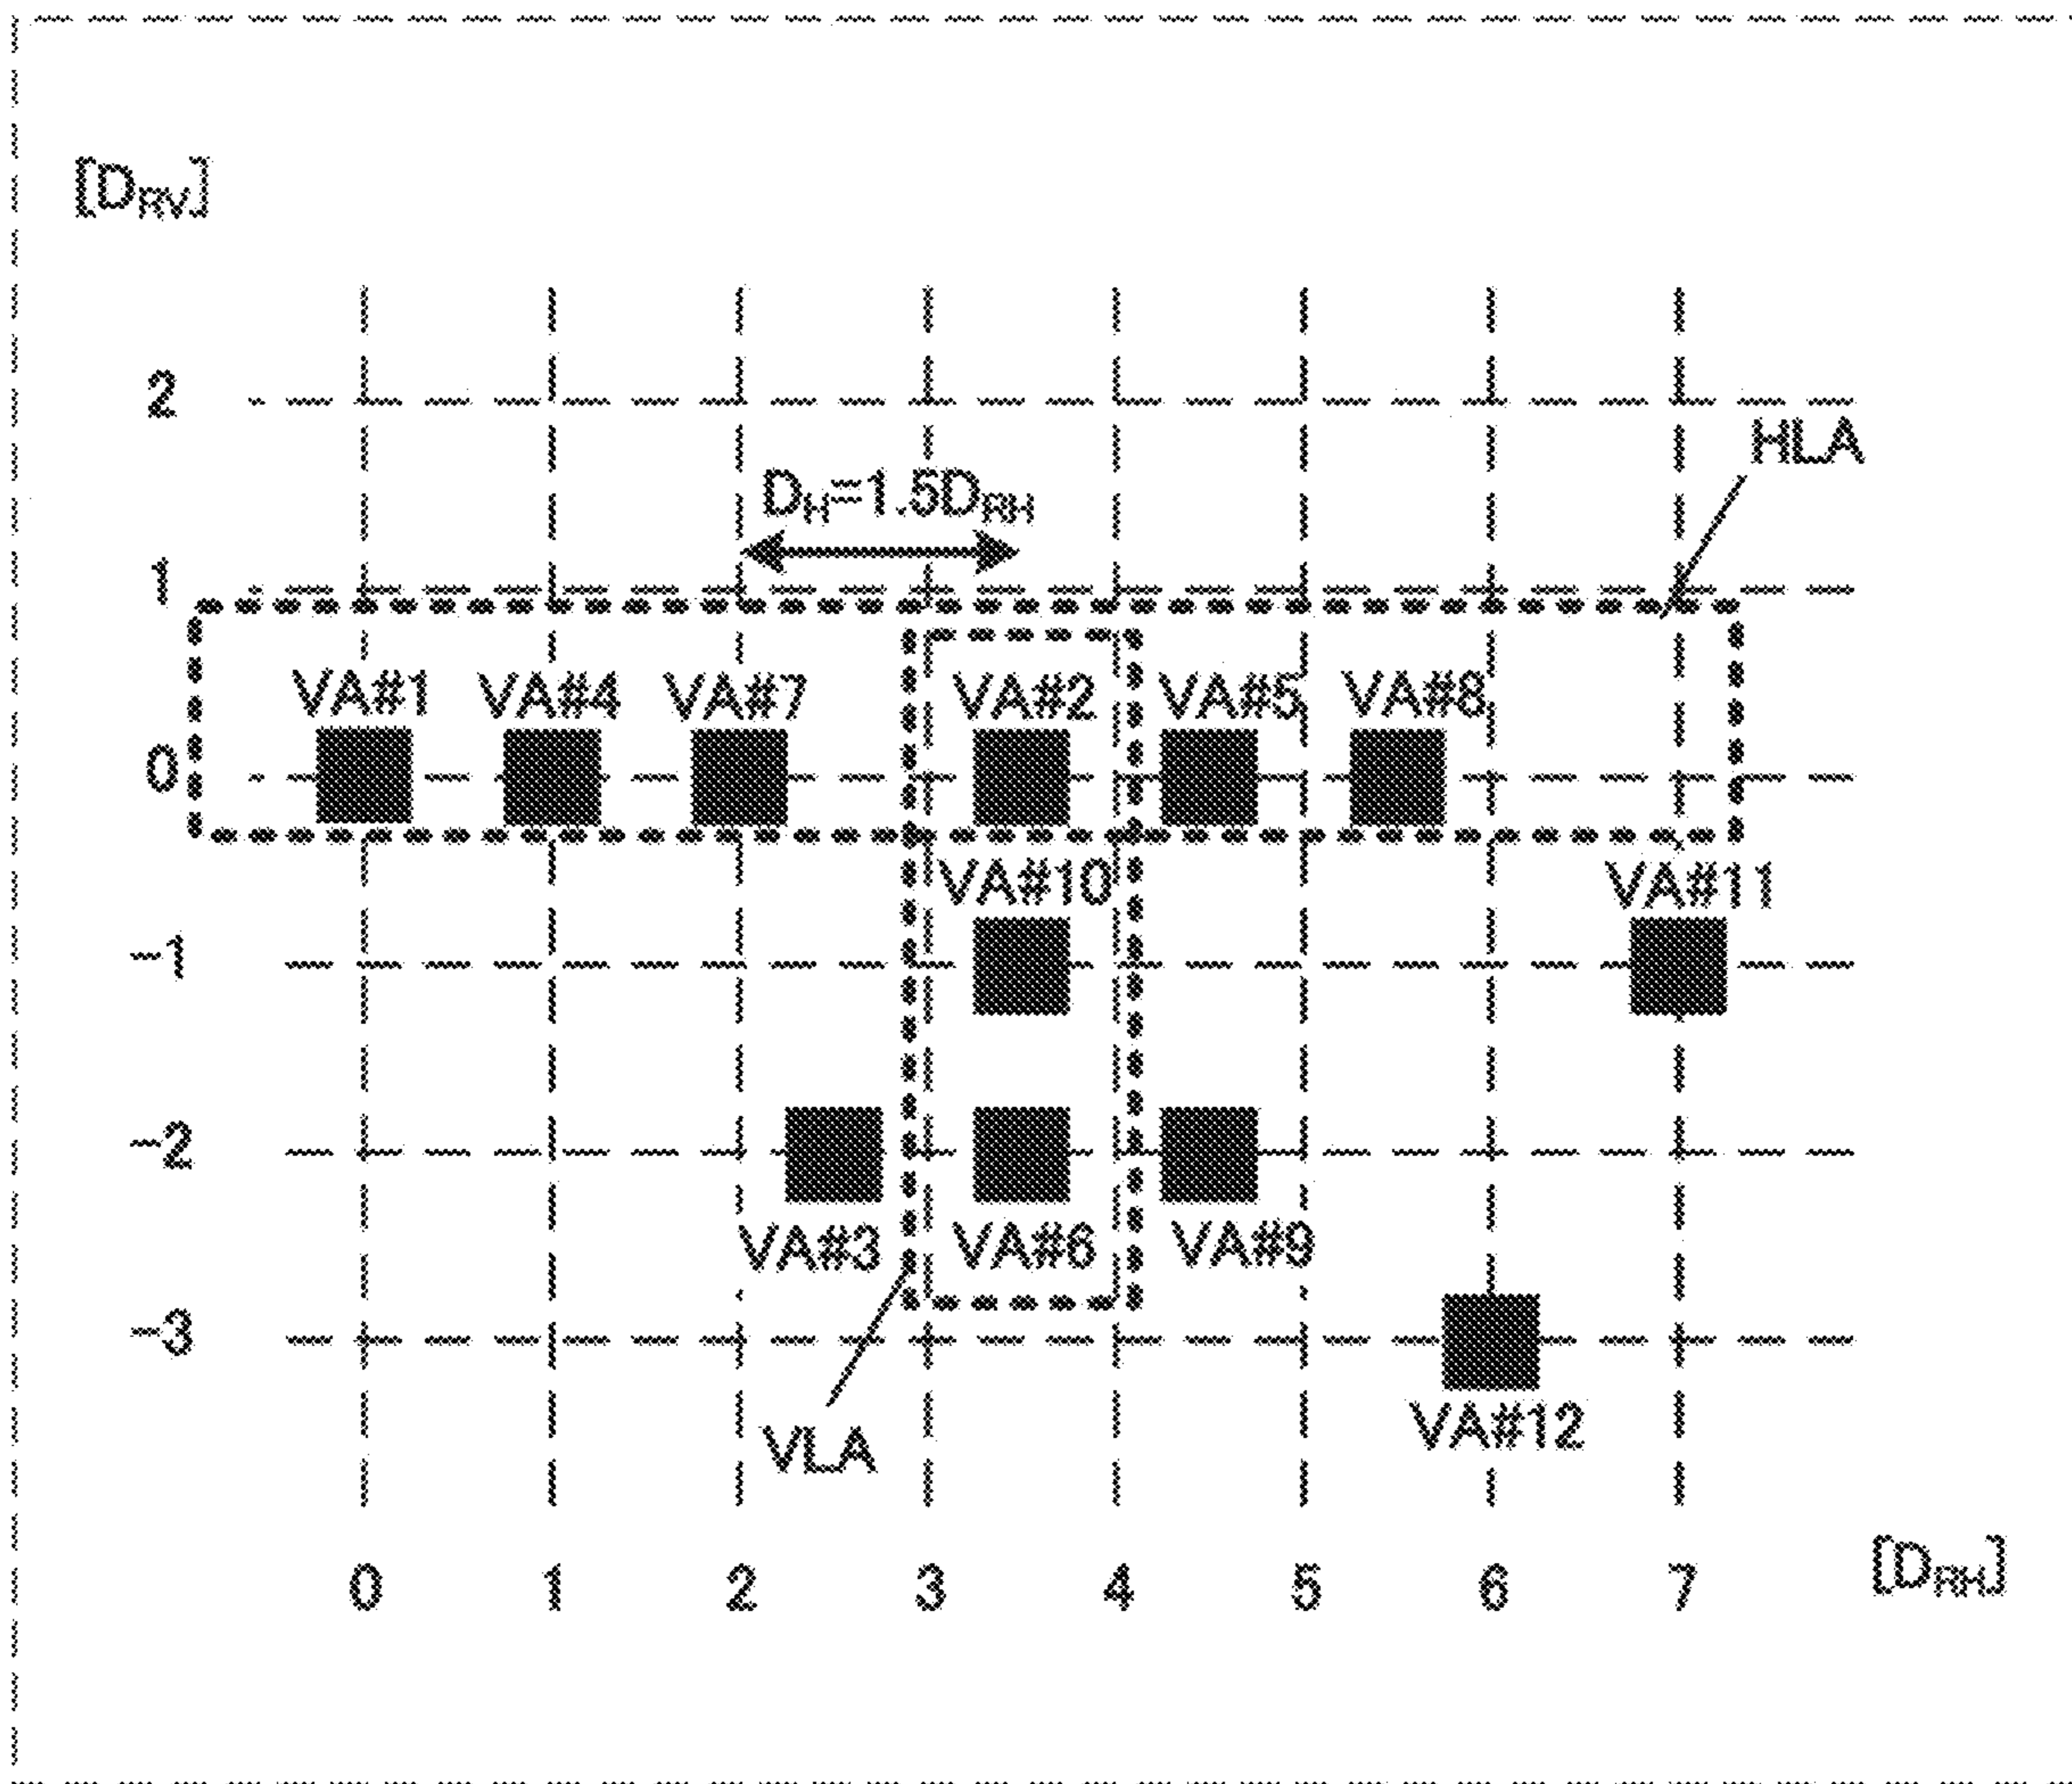 [DRV]
2
HLA
DH=1.5DRH
1
VA#1 VA#4 VA#7 VA#2 VA#5 VA#8
0
VA#10 VA#11
-1
-2
VA#3 VA#6 VA#9
-3
VA#12
VLA
0 1 2 3 4 5 6 7 [DRH]